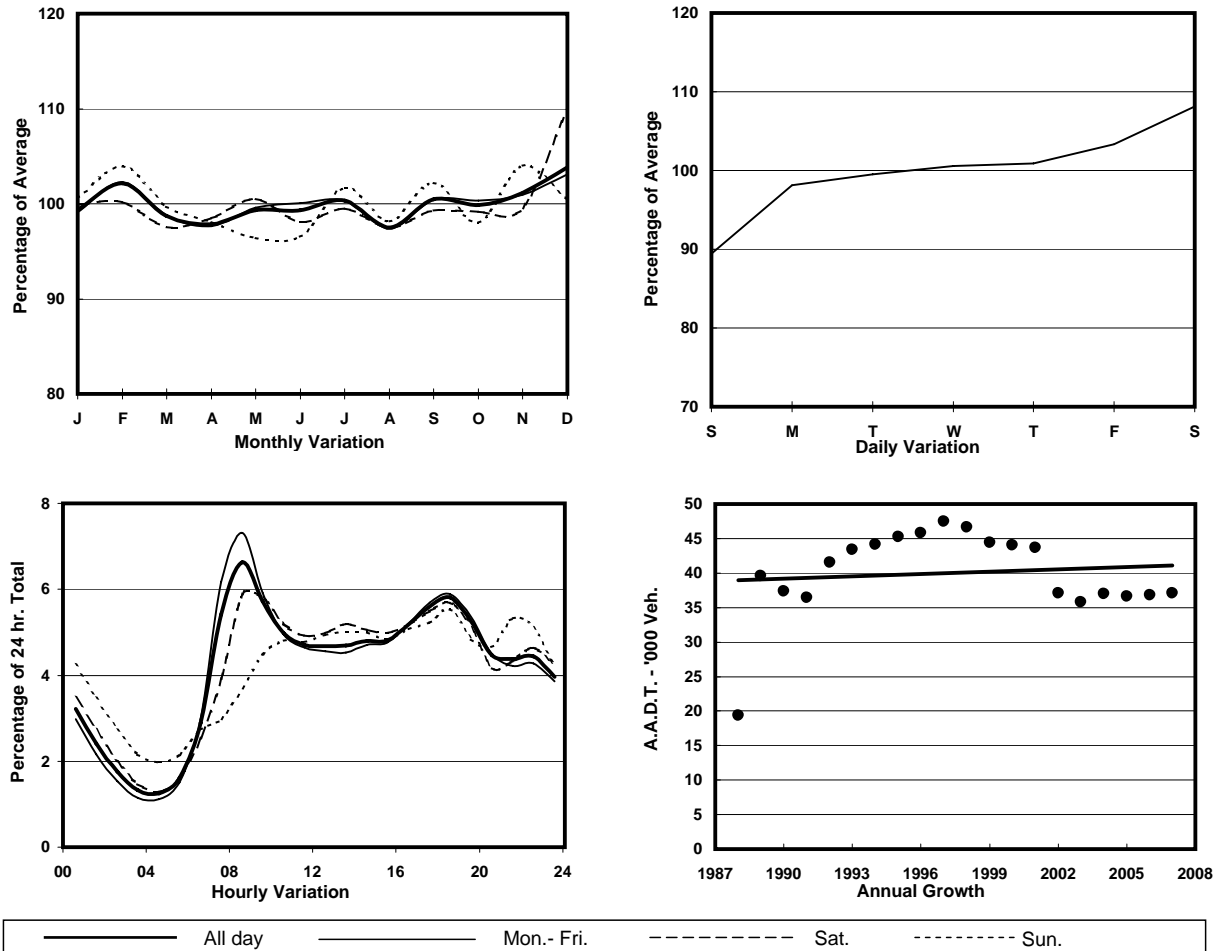 120
110
100
90
80
Percentage of Average
J F M A M J J A S O N D
Monthly Variation
120
110
100
90
80
70
Percentage of Average
S M T W T F S
Daily Variation
8
6
4
2
0
Percentage of 24 hr. Total
00 04 08 12 16 20 24
Hourly Variation
50
45
40
35
30
25
20
15
10
5
0
A.A.D.T. - '000 Veh.
1987 1990 1993 1996 1999 2002 2005 2008
Annual Growth
All day Mon.- Fri. Sat. Sun.